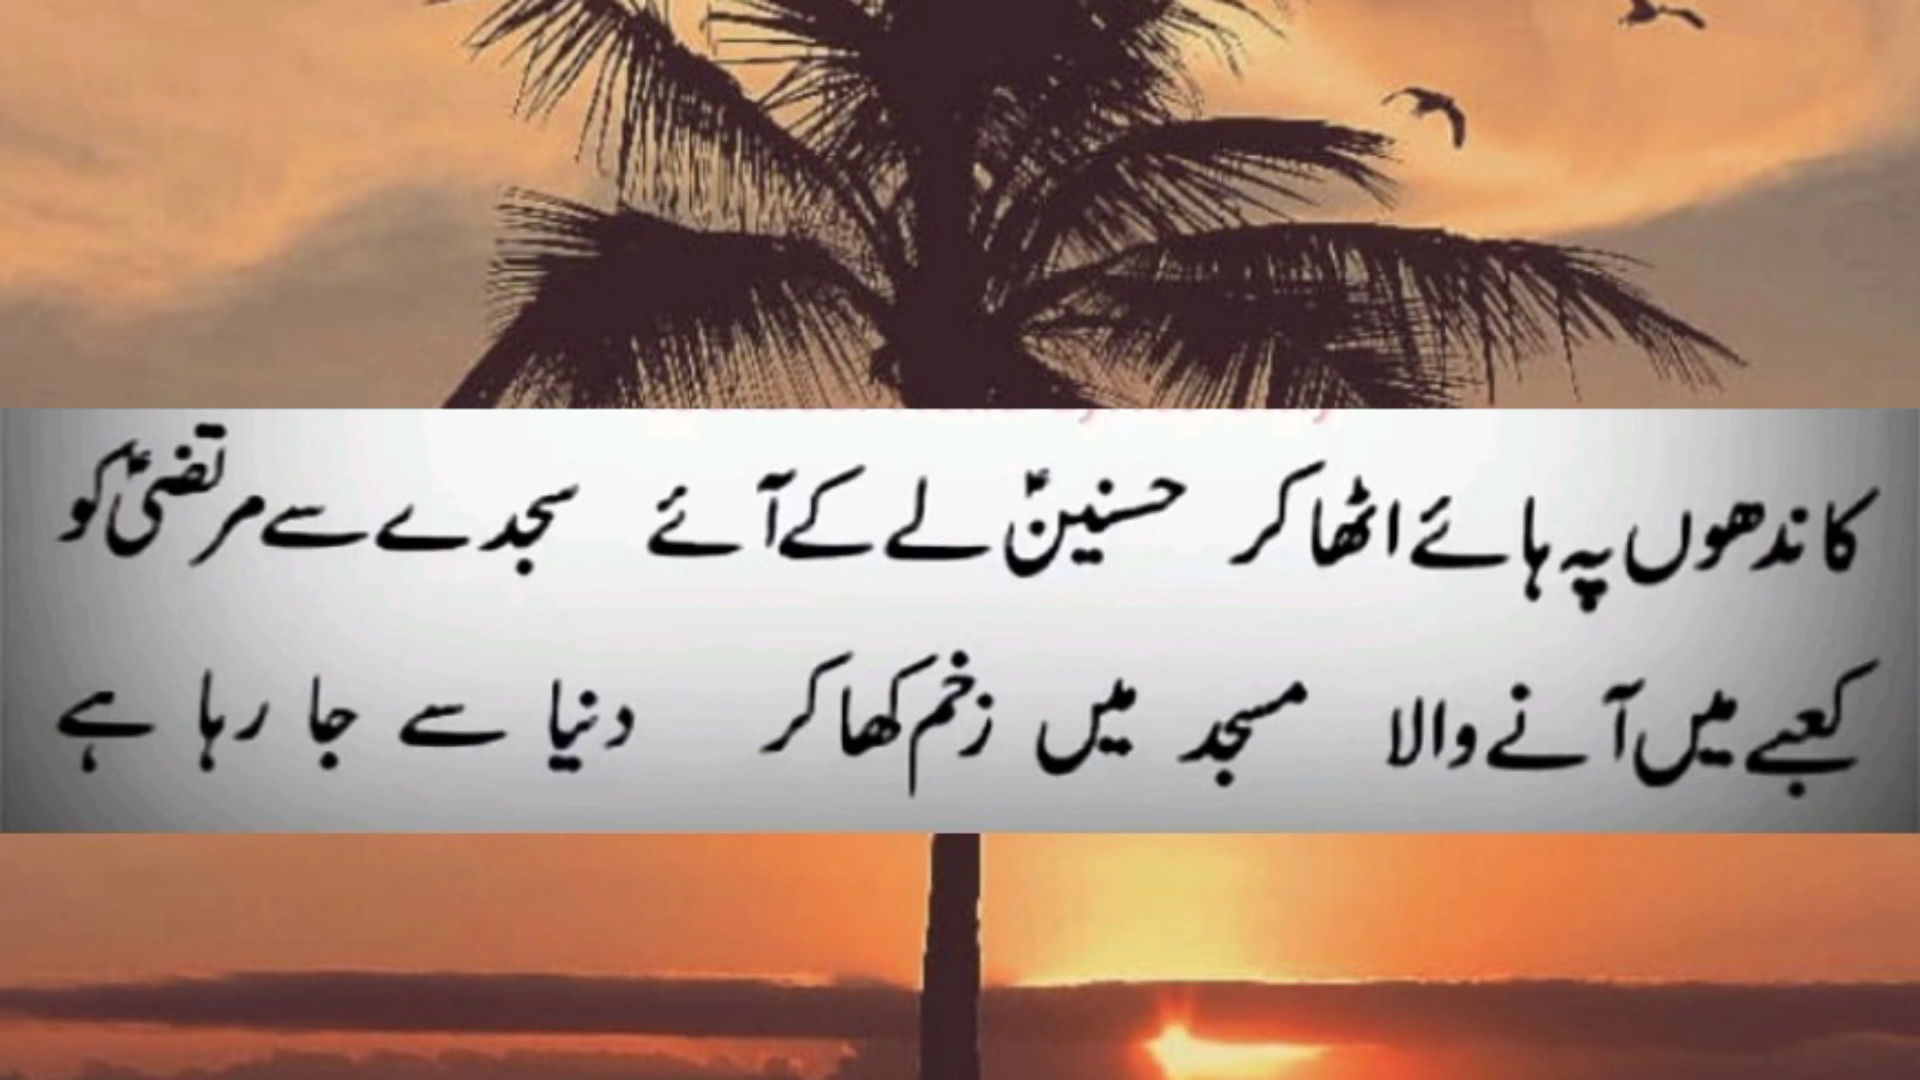 کاندھوں پہ ہائے اٹھا کر حسنینؑ لے کے آئے سجدے سے مرتضیٰؑ کو
کعبے میں آنے والا مسجد میں زخم کھا کر دنیا سے جا رہا ہے